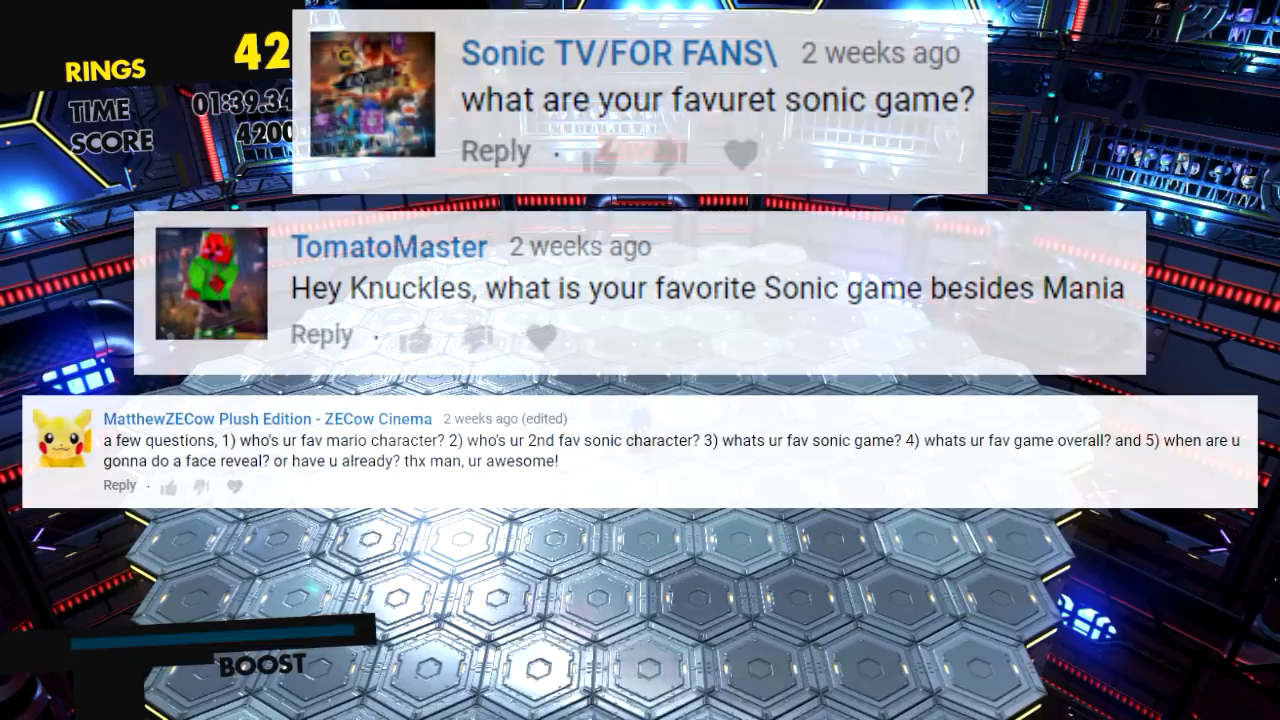 RINGS 42
TIME 01:39.34
SCORE 4200
Sonic TV/FOR FANS\ 2 weeks ago
what are your favuret sonic game?
Reply
TomatoMaster 2 weeks ago
Hey Knuckles, what is your favorite Sonic game besides Mania
Reply
MatthewZECow Plush Edition - ZECow Cinema 2 weeks ago (edited)
a few questions, 1) who's ur fav mario character? 2) who's ur 2nd fav sonic character? 3) whats ur fav sonic game? 4) whats ur fav game overall? and 5) when are u
gonna do a face reveal? or have u already? thx man, ur awesome!
Reply
BOOST